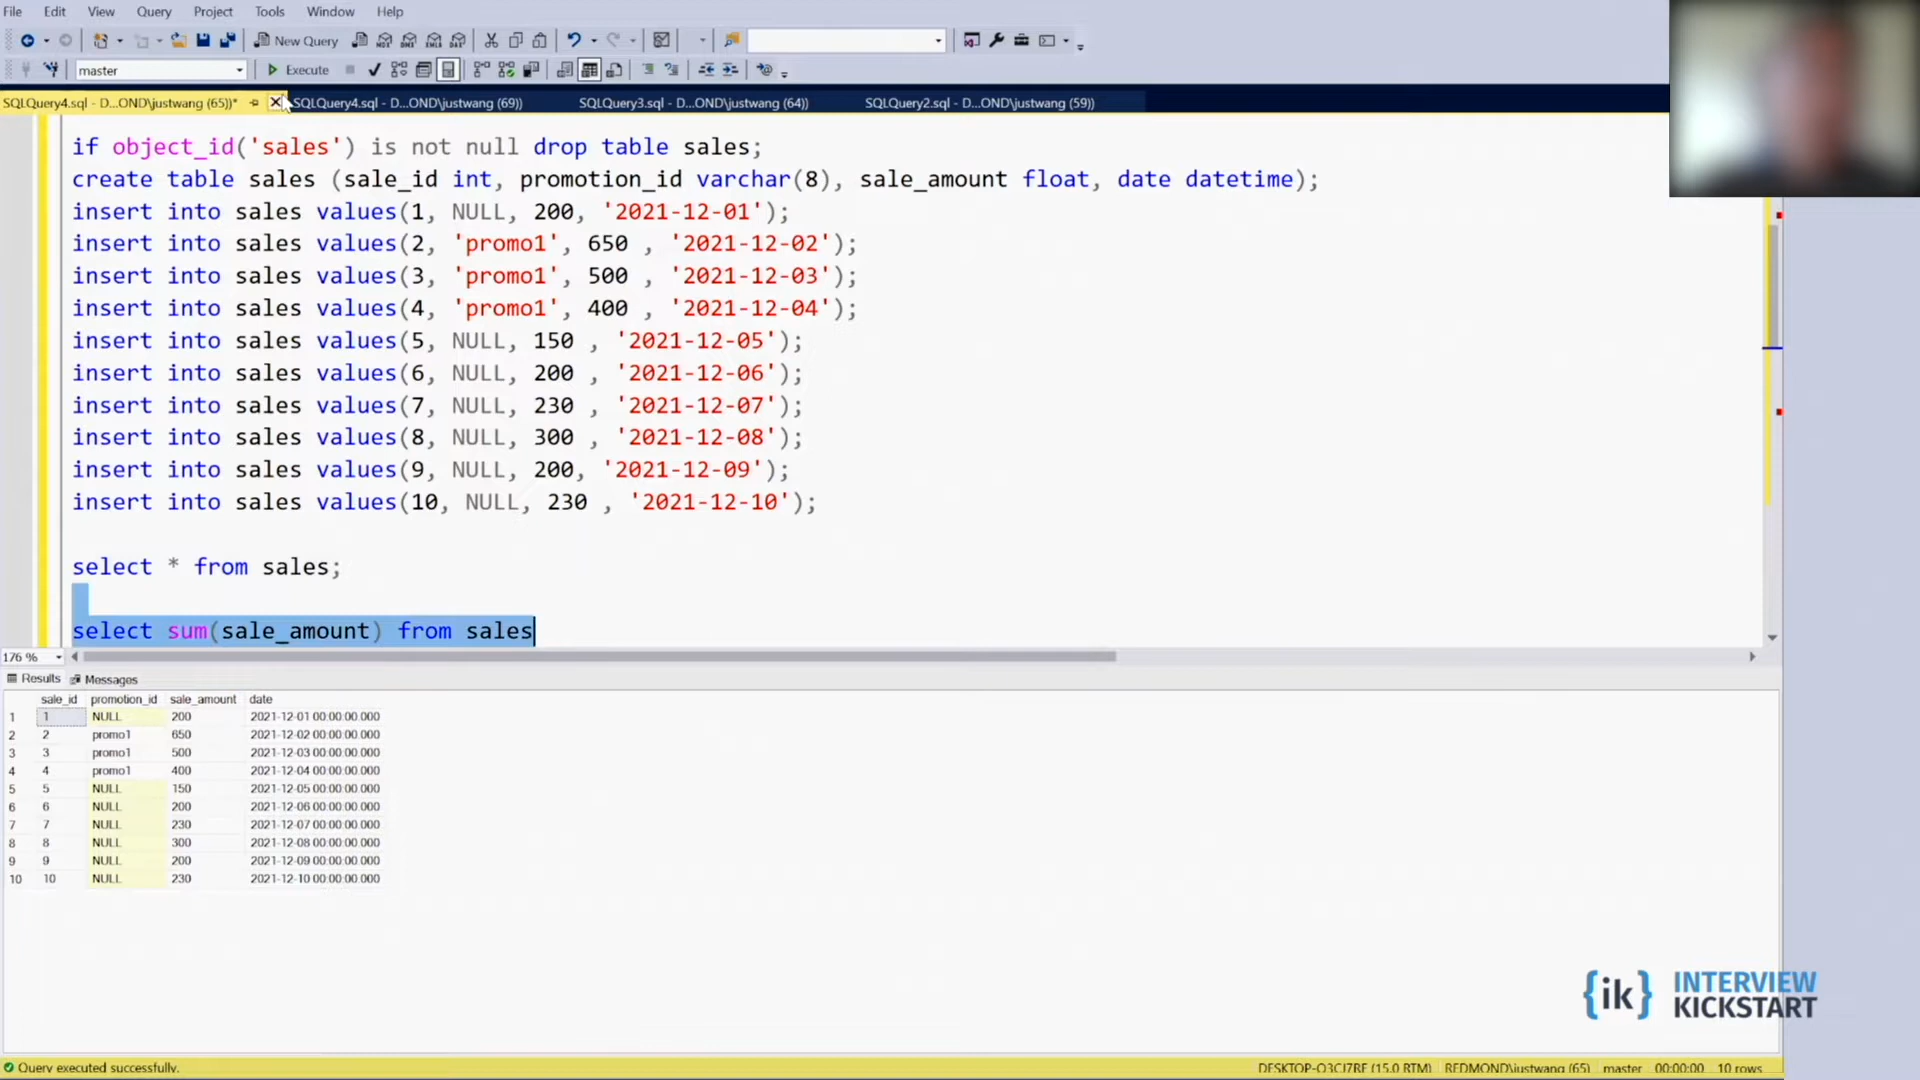 File Edit View Query Project Tools Window Help
New Query
master Execute
SQLQuery4.sql - D...OND\justwang (65))* SQLQuery4.sql - D...OND\justwang (69)) SQLQuery3.sql - D...OND\justwang (64)) SQLQuery2.sql - D...OND\justwang (59))
if object_id('sales') is not null drop table sales;
create table sales (sale_id int, promotion_id varchar(8), sale_amount float, date datetime);
insert into sales values(1, NULL, 200, '2021-12-01');
insert into sales values(2, 'promo1', 650 , '2021-12-02');
insert into sales values(3, 'promo1', 500 , '2021-12-03');
insert into sales values(4, 'promo1', 400 , '2021-12-04');
insert into sales values(5, NULL, 150 , '2021-12-05');
insert into sales values(6, NULL, 200 , '2021-12-06');
insert into sales values(7, NULL, 230 , '2021-12-07');
insert into sales values(8, NULL, 300 , '2021-12-08');
insert into sales values(9, NULL, 200, '2021-12-09');
insert into sales values(10, NULL, 230 , '2021-12-10');
select * from sales;
select sum(sale_amount) from sales
176 %
Results Messages
sale_id promotion_id sale_amount date
1 1 NULL 200 2021-12-01 00:00:00.000
2 2 promo1 650 2021-12-02 00:00:00.000
3 3 promo1 500 2021-12-03 00:00:00.000
4 4 promo1 400 2021-12-04 00:00:00.000
5 5 NULL 150 2021-12-05 00:00:00.000
6 6 NULL 200 2021-12-06 00:00:00.000
7 7 NULL 230 2021-12-07 00:00:00.000
8 8 NULL 300 2021-12-08 00:00:00.000
9 9 NULL 200 2021-12-09 00:00:00.000
10 10 NULL 230 2021-12-10 00:00:00.000
{ik} INTERVIEW
KICKSTART
Query executed successfully. DESKTOP-O3CJ7RF (15.0 RTM) REDMOND\justwang (65) master 00:00:00 10 rows